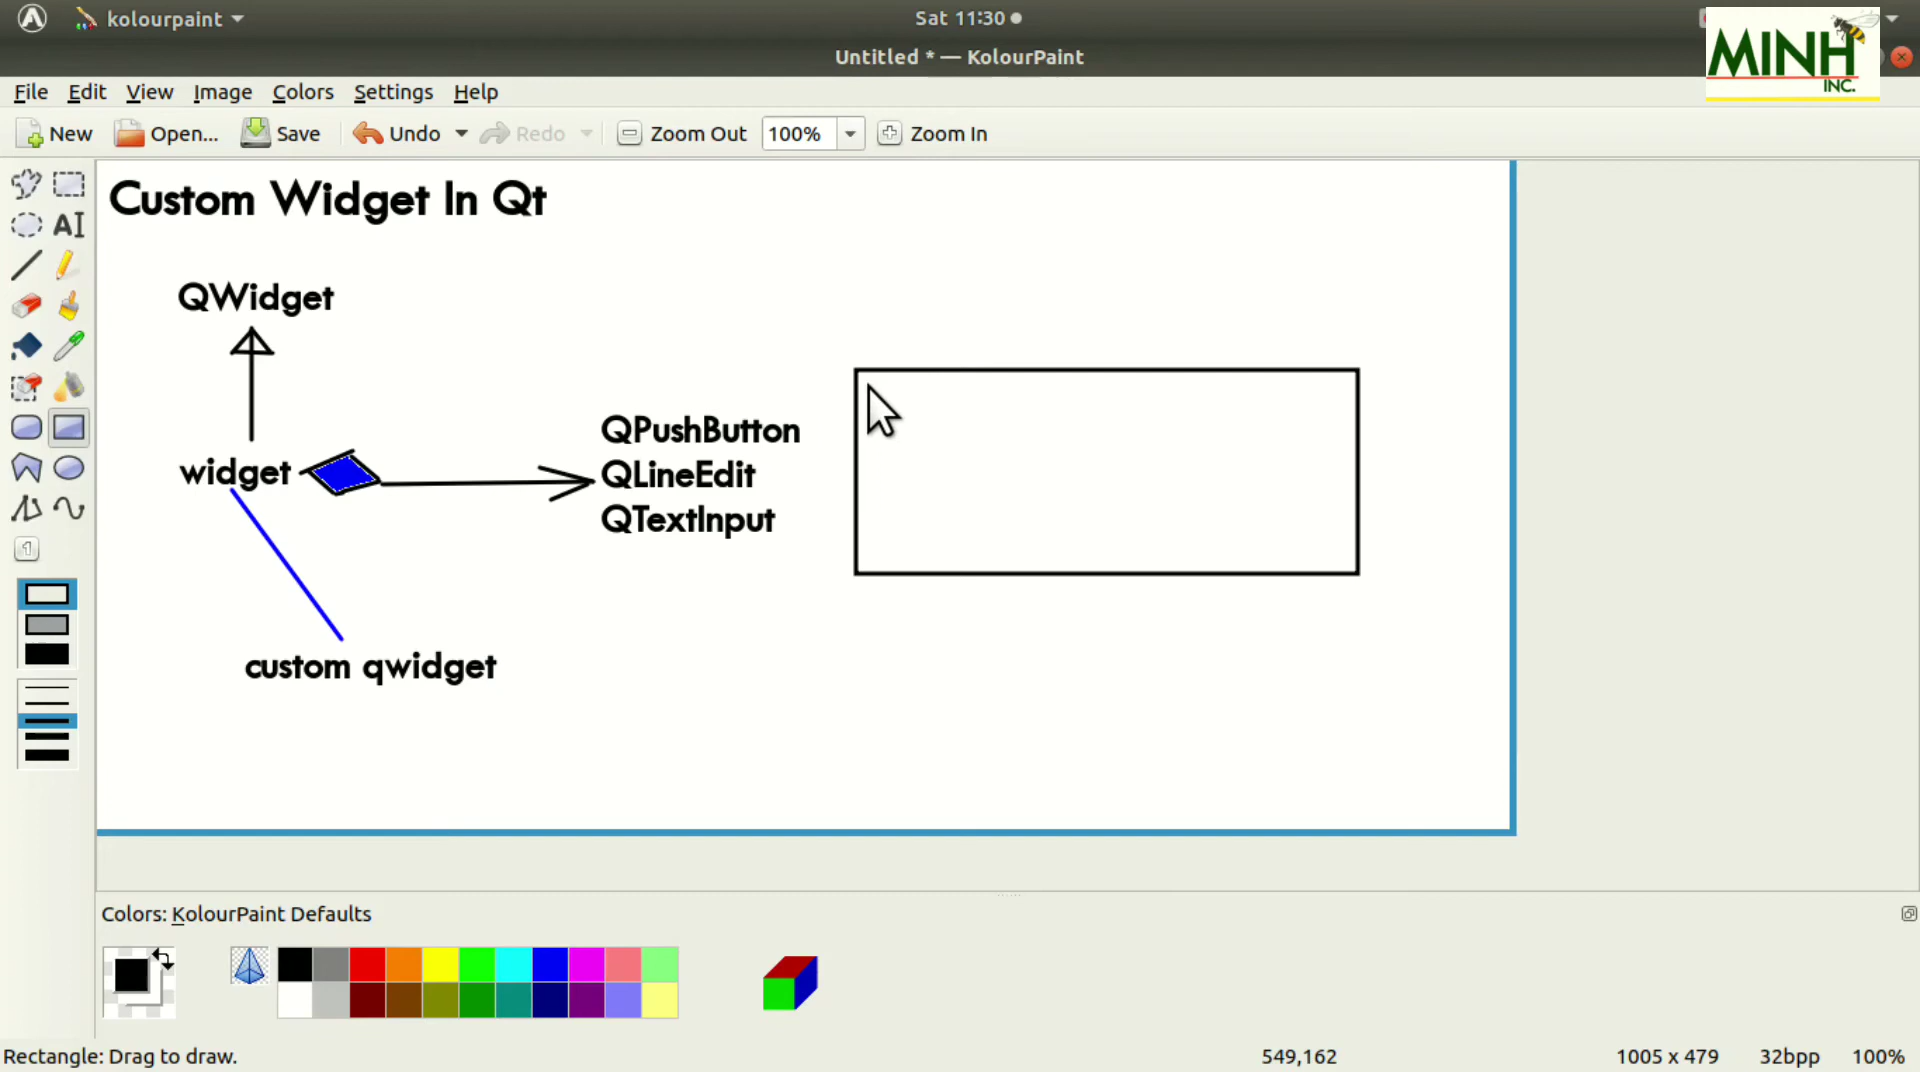 kolourpaint
Sat 11:30
MINH
INC.
Untitled * — KolourPaint
File Edit View Image Colors Settings Help
New Open... Save Undo Redo Zoom Out 100% Zoom In
AI
Custom Widget In Qt
QWidget
QPushButton
widget
QLineEdit
QTextInput
custom qwidget
1
Colors: KolourPaint Defaults
Rectangle: Drag to draw.
549,162
1005 x 479
32bpp
100%